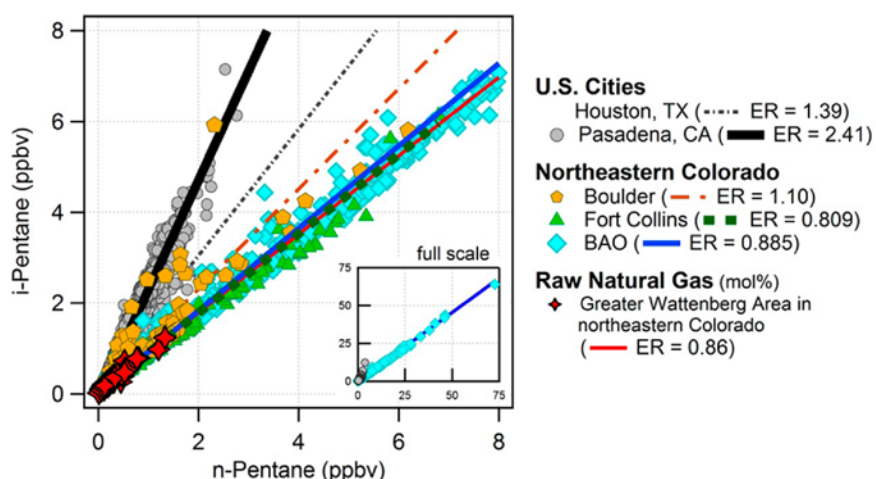 8
6
4
2
0
i-Pentane (ppbv)
0
2
4
6
8
n-Pentane (ppbv)
full scale
75
50
25
0
0
25
50
75
U.S. Cities
Houston, TX ( ER = 1.39)
Pasadena, CA ( ER = 2.41)
Northeastern Colorado
Boulder ( ER = 1.10)
Fort Collins ( ER = 0.809)
BAO ( ER = 0.885)
Raw Natural Gas (mol%)
Greater Wattenberg Area in
northeastern Colorado
( ER = 0.86)